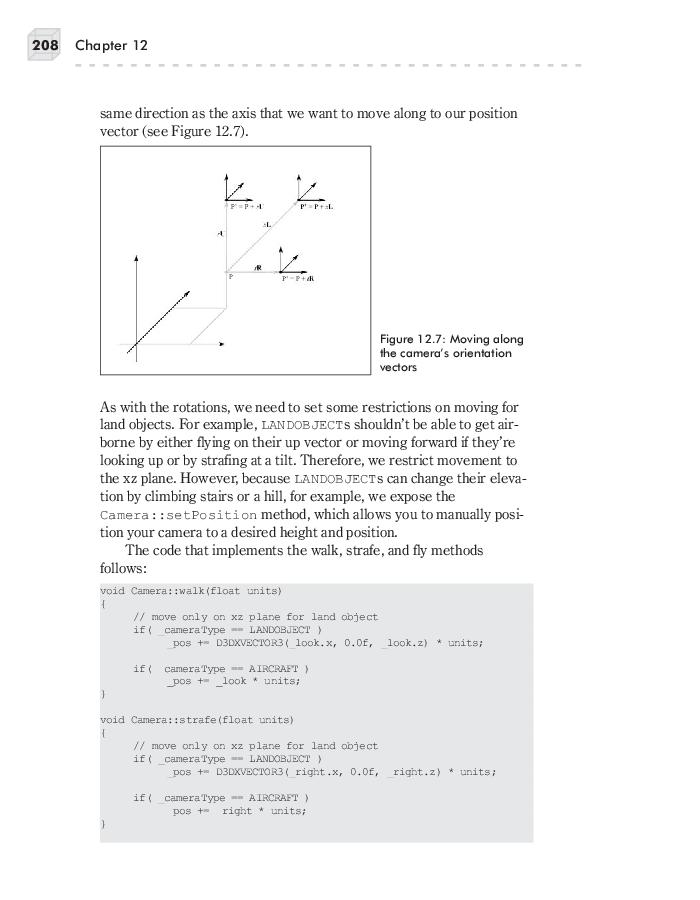 208 Chapter 12
same direction as the axis that we want to move along to our position
vector (see Figure 12.7).
P' = P + sU
P' = P + sL
sL
sU
sR
P
P' = P + sR
Figure 12.7: Moving along
the camera's orientation
vectors
As with the rotations, we need to set some restrictions on moving for
land objects. For example, LANDOBJECTs shouldn't be able to get air-
borne by either flying on their up vector or moving forward if they're
looking up or by strafing at a tilt. Therefore, we restrict movement to
the xz plane. However, because LANDOBJECTs can change their eleva-
tion by climbing stairs or a hill, for example, we expose the
Camera::setPosition method, which allows you to manually posi-
tion your camera to a desired height and position.
The code that implements the walk, strafe, and fly methods
follows:
void Camera::walk(float units)
{
// move only on xz plane for land object
if( _cameraType == LANDOBJECT )
_pos += D3DXVECTOR3(_look.x, 0.0f, _look.z) * units;
if( cameraType == AIRCRAFT )
_pos += _look * units;
}
void Camera::strafe(float units)
{
// move only on xz plane for land object
if( _cameraType == LANDOBJECT )
_pos += D3DXVECTOR3(_right.x, 0.0f, _right.z) * units;
if( _cameraType == AIRCRAFT )
pos += right * units;
}